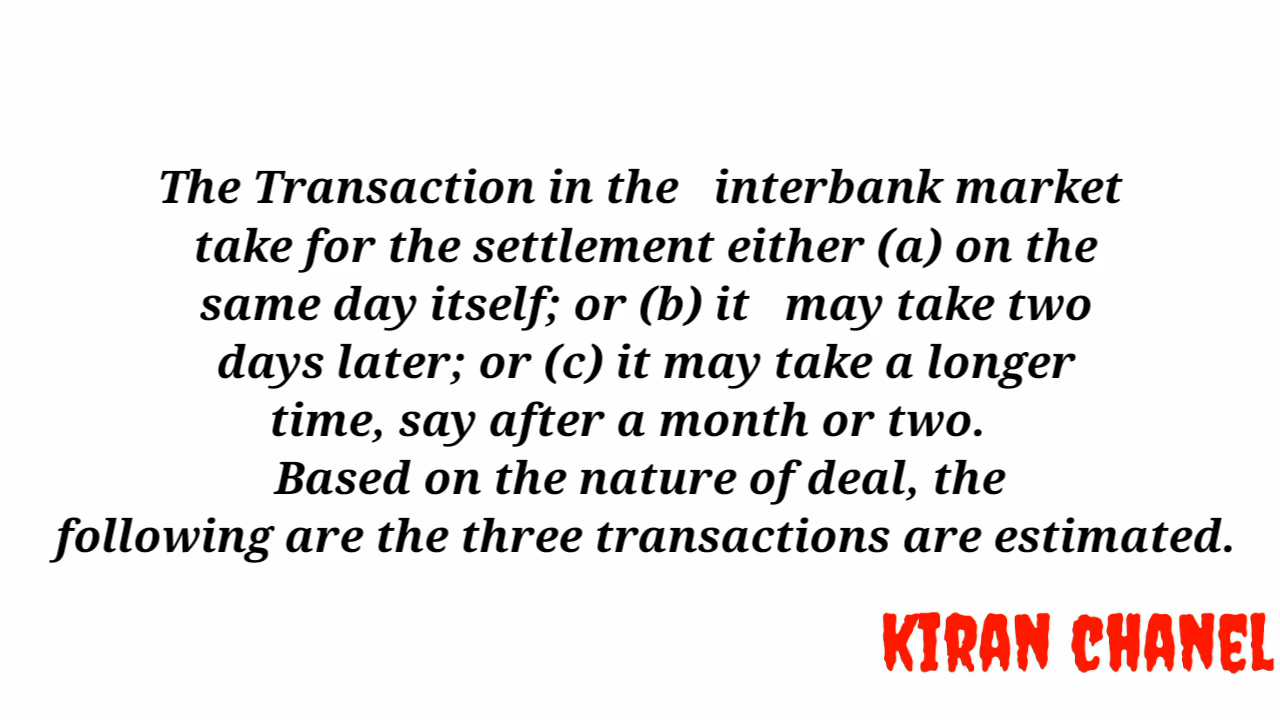 The Transaction in the interbank market
take for the settlement either (a) on the
same day itself; or (b) it may take two
days later; or (c) it may take a longer
time, say after a month or two.
Based on the nature of deal, the
following are the three transactions are estimated.
KIRAN CHANEL